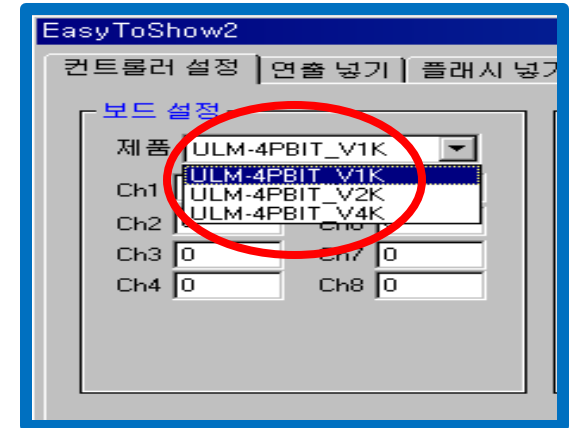 EasyToShow2
컨트롤러 설정 연출 넣기 플래시 넣기
보드 설정
제품 ULM-4PBIT_V1K
ULM-4PBIT_V1K
Ch1 ULM-4PBIT_V2K
ULM-4PBIT_V4K
Ch2
Ch3 0 Ch7 0
Ch4 0 Ch8 0